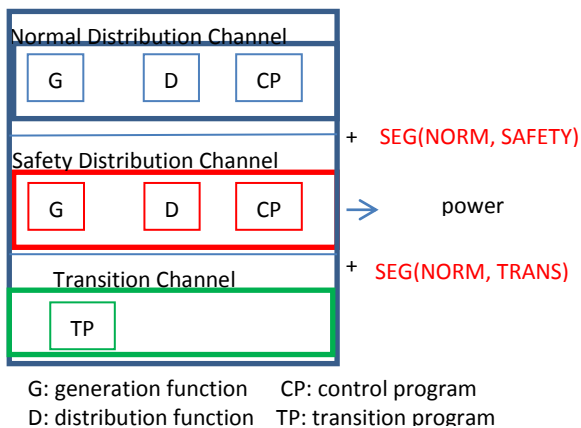 Normal Distribution Channel
G D CP
+ SEG(NORM, SAFETY)
Safety Distribution Channel
G D CP power
+ SEG(NORM, TRANS)
Transition Channel
TP
G: generation function CP: control program
D: distribution function TP: transition program